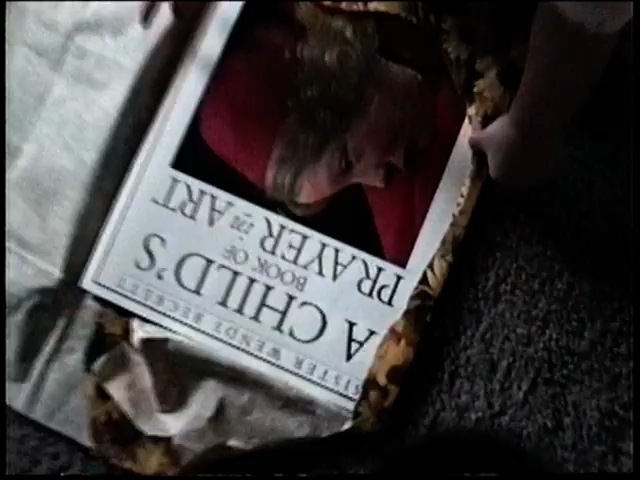 SISTER WENDY BECKETT
A CHILD'S
BOOK OF
PRAYER IN ART